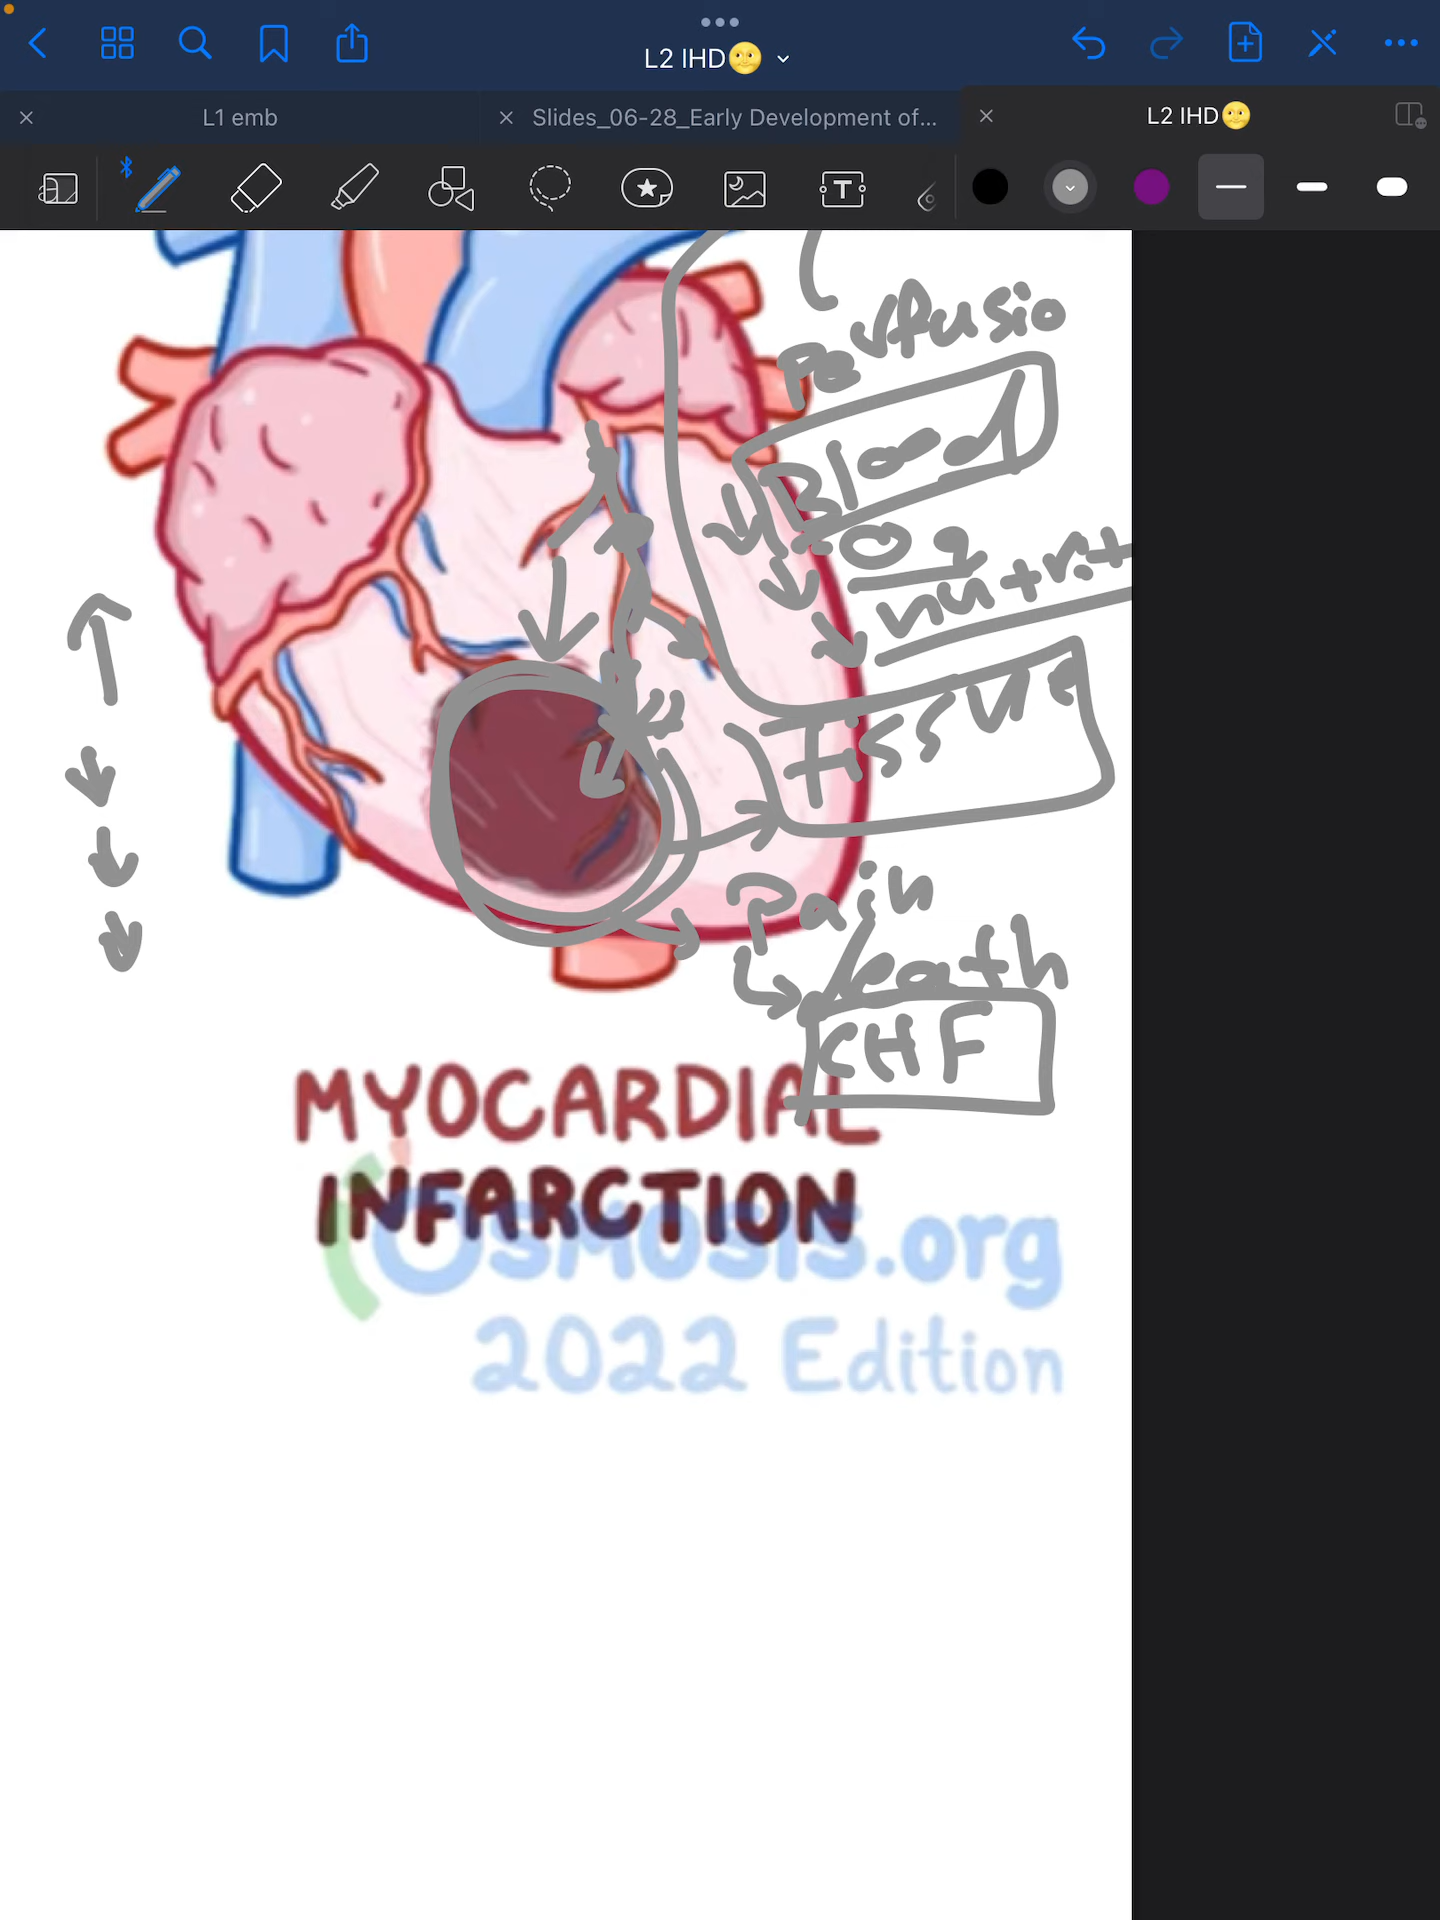 L2 IHD🌝
L1 emb
Slides_06-28_Early Development of...
L2 IHD🌝
Perfusio
Blood
O2
nutrit
Tissue
Pain
Death
CHF
MYOCARDIAL
INFARCTION
Osmosis.org
2022 Edition